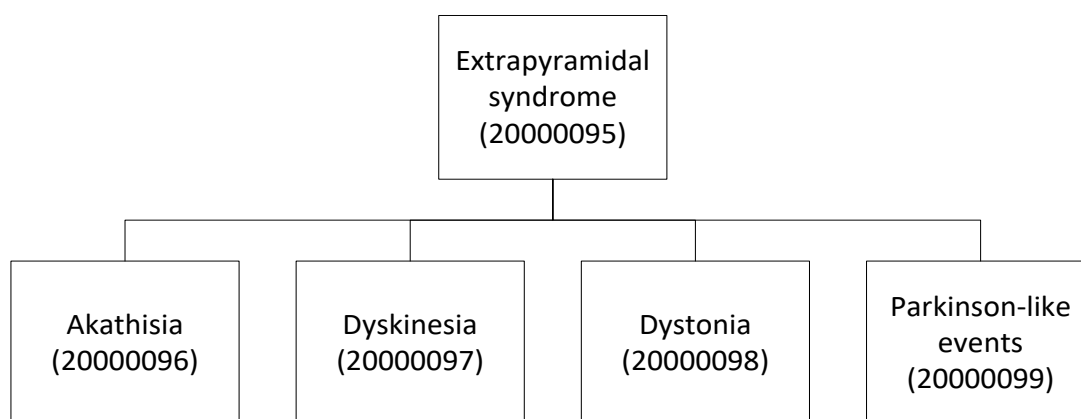 Extrapyramidal
syndrome
(20000095)
Akathisia
(20000096)
Dyskinesia
(20000097)
Dystonia
(20000098)
Parkinson-like
events
(20000099)